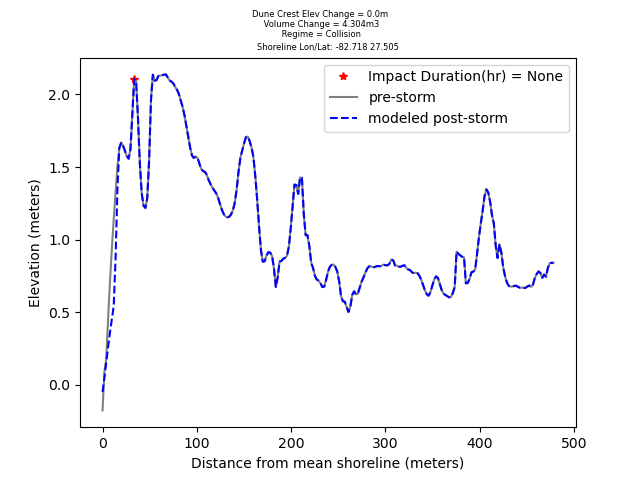 Dune Crest Elev Change = 0.0m
Volume Change = 4.304m3
Regime = Collision
Shoreline Lon/Lat: -82.718 27.505
Impact Duration(hr) = None
pre-storm
modeled post-storm
2.0
1.5
1.0
0.5
0.0
Elevation (meters)
0 100 200 300 400 500
Distance from mean shoreline (meters)